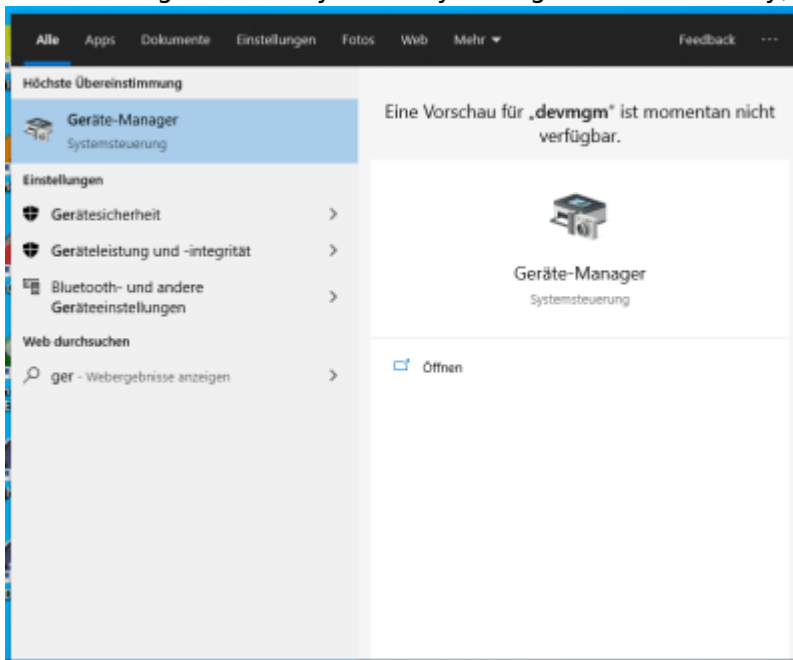 Alle Apps Dokumente Einstellungen Fotos Web Mehr Feedback ...
Höchste Übereinstimmung
Geräte-Manager
Systemsteuerung
Einstellungen
Gerätesicherheit
Geräteleistung und -integrität
Bluetooth- und andere
Geräteeinstellungen
Web durchsuchen
ger - Webergebnisse anzeigen
Eine Vorschau für „devmgm" ist momentan nicht
verfügbar.
Geräte-Manager
Systemsteuerung
Öffnen